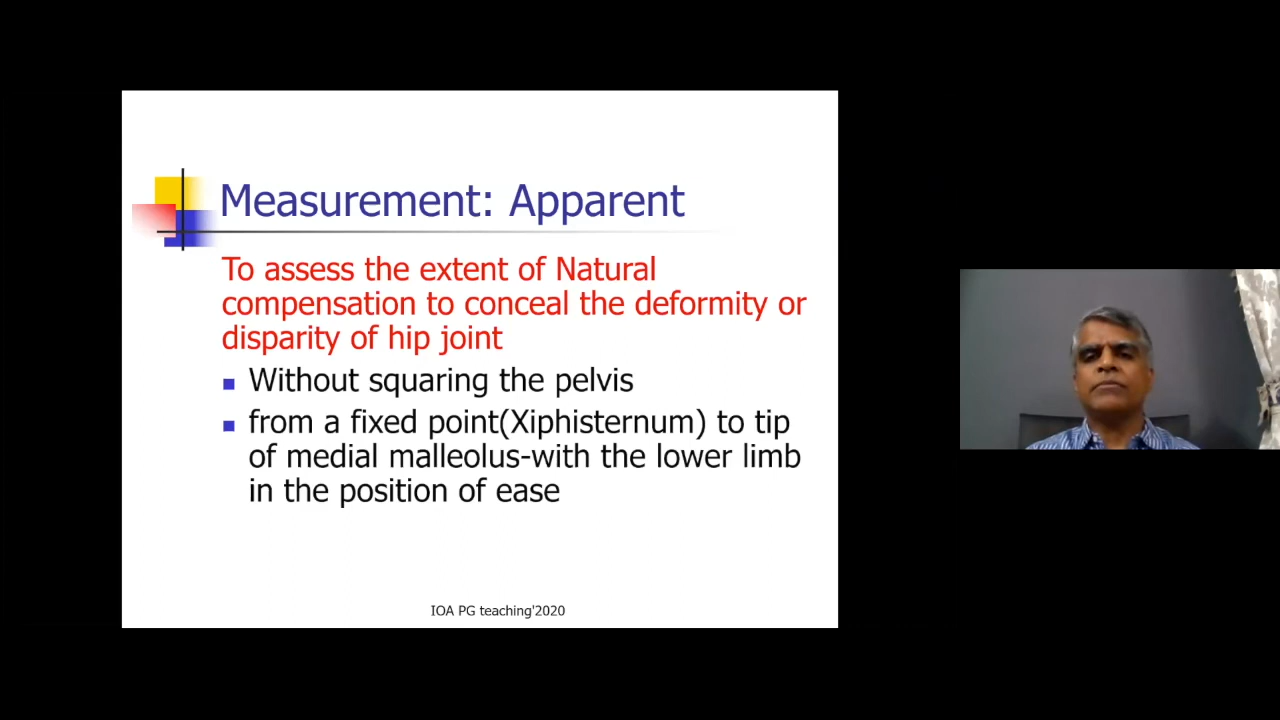 Measurement: Apparent
To assess the extent of Natural
compensation to conceal the deformity or
disparity of hip joint
Without squaring the pelvis
from a fixed point(Xiphisternum) to tip
of medial malleolus-with the lower limb
in the position of ease
IOA PG teaching'2020